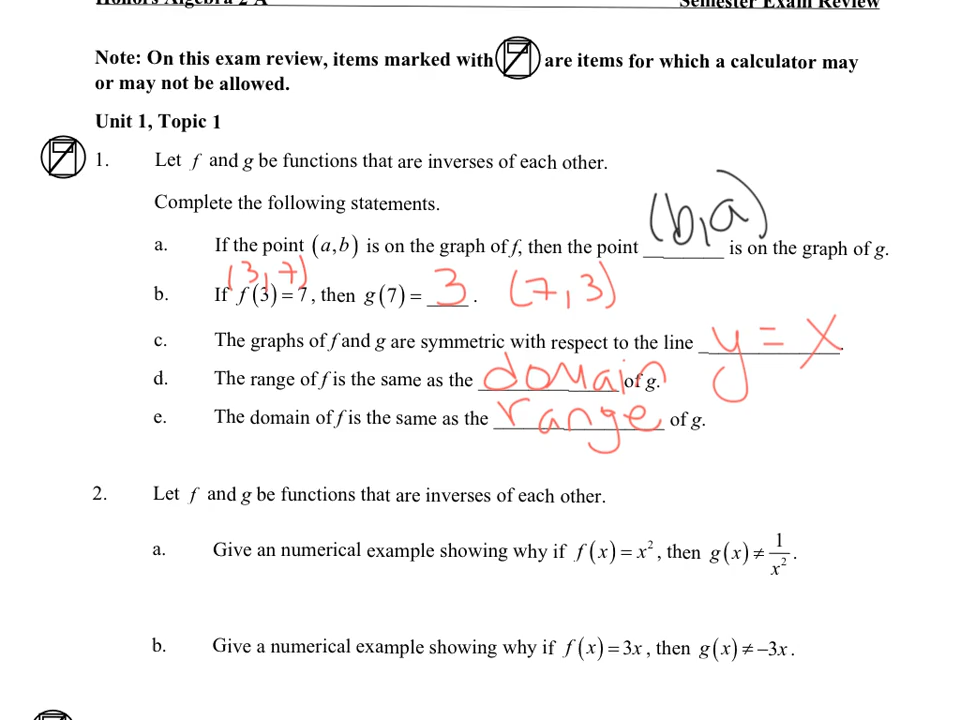 Honors Algebra 2 A Semester Exam Review
Note: On this exam review, items marked with are items for which a calculator may
or may not be allowed.
Unit 1, Topic 1
1. Let f and g be functions that are inverses of each other.
Complete the following statements.
a. If the point (a,b) is on the graph of f, then the point (b,a) is on the graph of g.
(3,7)
b. If f(3)=7, then g(7)= 3. (7,3)
c. The graphs of f and g are symmetric with respect to the line y = x.
d. The range of f is the same as the domain of g.
e. The domain of f is the same as the range of g.
2. Let f and g be functions that are inverses of each other.
a. Give an numerical example showing why if f(x)=x², then g(x)≠1/x².
b. Give a numerical example showing why if f(x)=3x, then g(x)≠−3x.